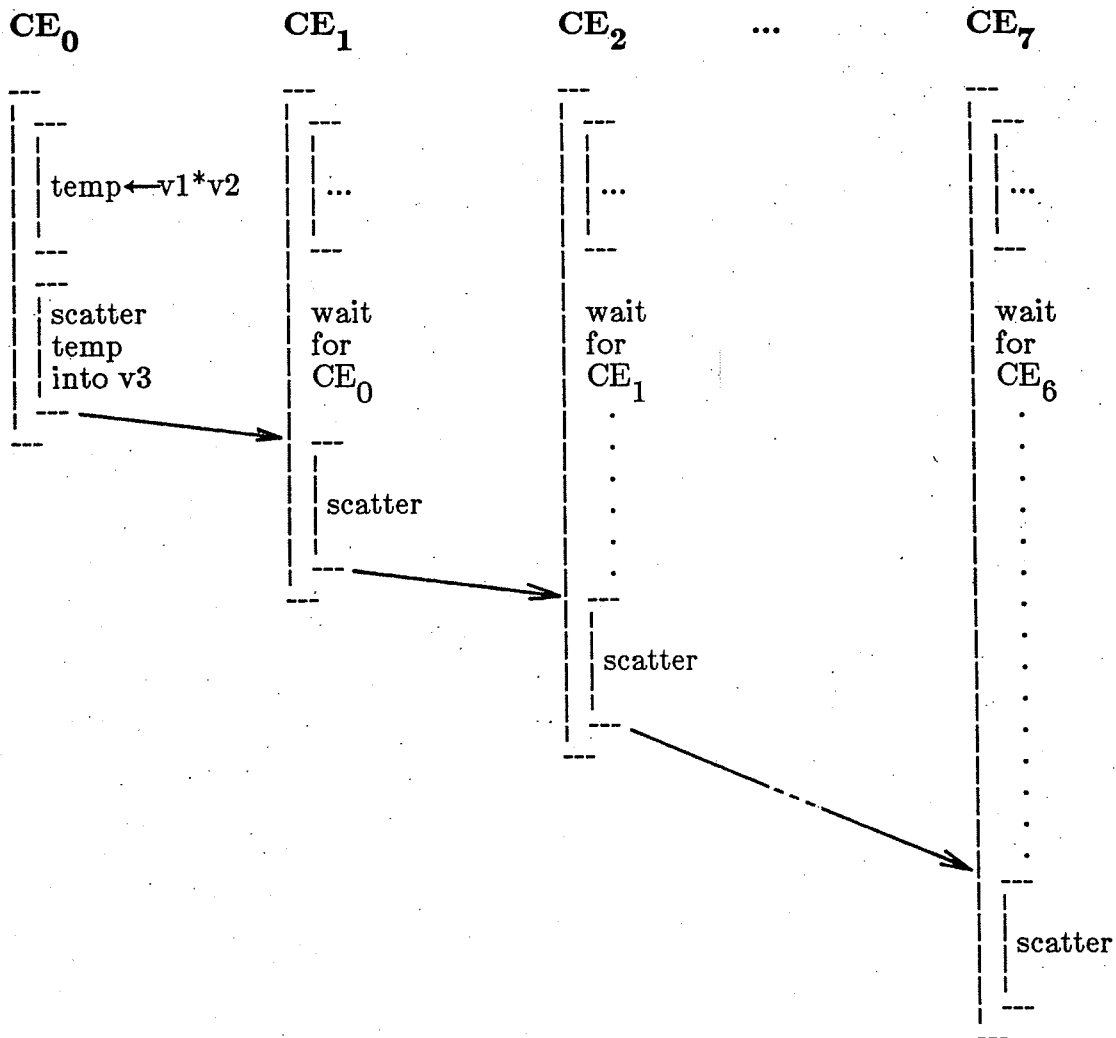 CE0 CE1 CE2 ... CE7
temp←v1*v2 ... ... ...
scatter wait wait wait
temp for for for
into v3 CE0 CE1 CE6
scatter
scatter
scatter